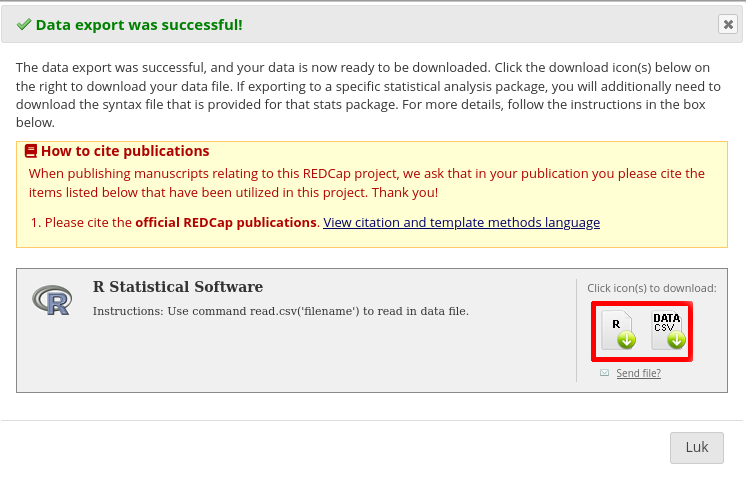 Data export was successful!
The data export was successful, and your data is now ready to be downloaded. Click the download icon(s) below on
the right to download your data file. If exporting to a specific statistical analysis package, you will additionally need to
download the syntax file that is provided for that stats package. For more details, follow the instructions in the box
below.
How to cite publications
When publishing manuscripts relating to this REDCap project, we ask that in your publication you please cite the
items listed below that have been utilized in this project. Thank you!
1. Please cite the official REDCap publications. View citation and template methods language
R
R Statistical Software
Instructions: Use command read.csv('filename') to read in data file.
Click icon(s) to download:
R
DATA
CSV
Send file?
Luk